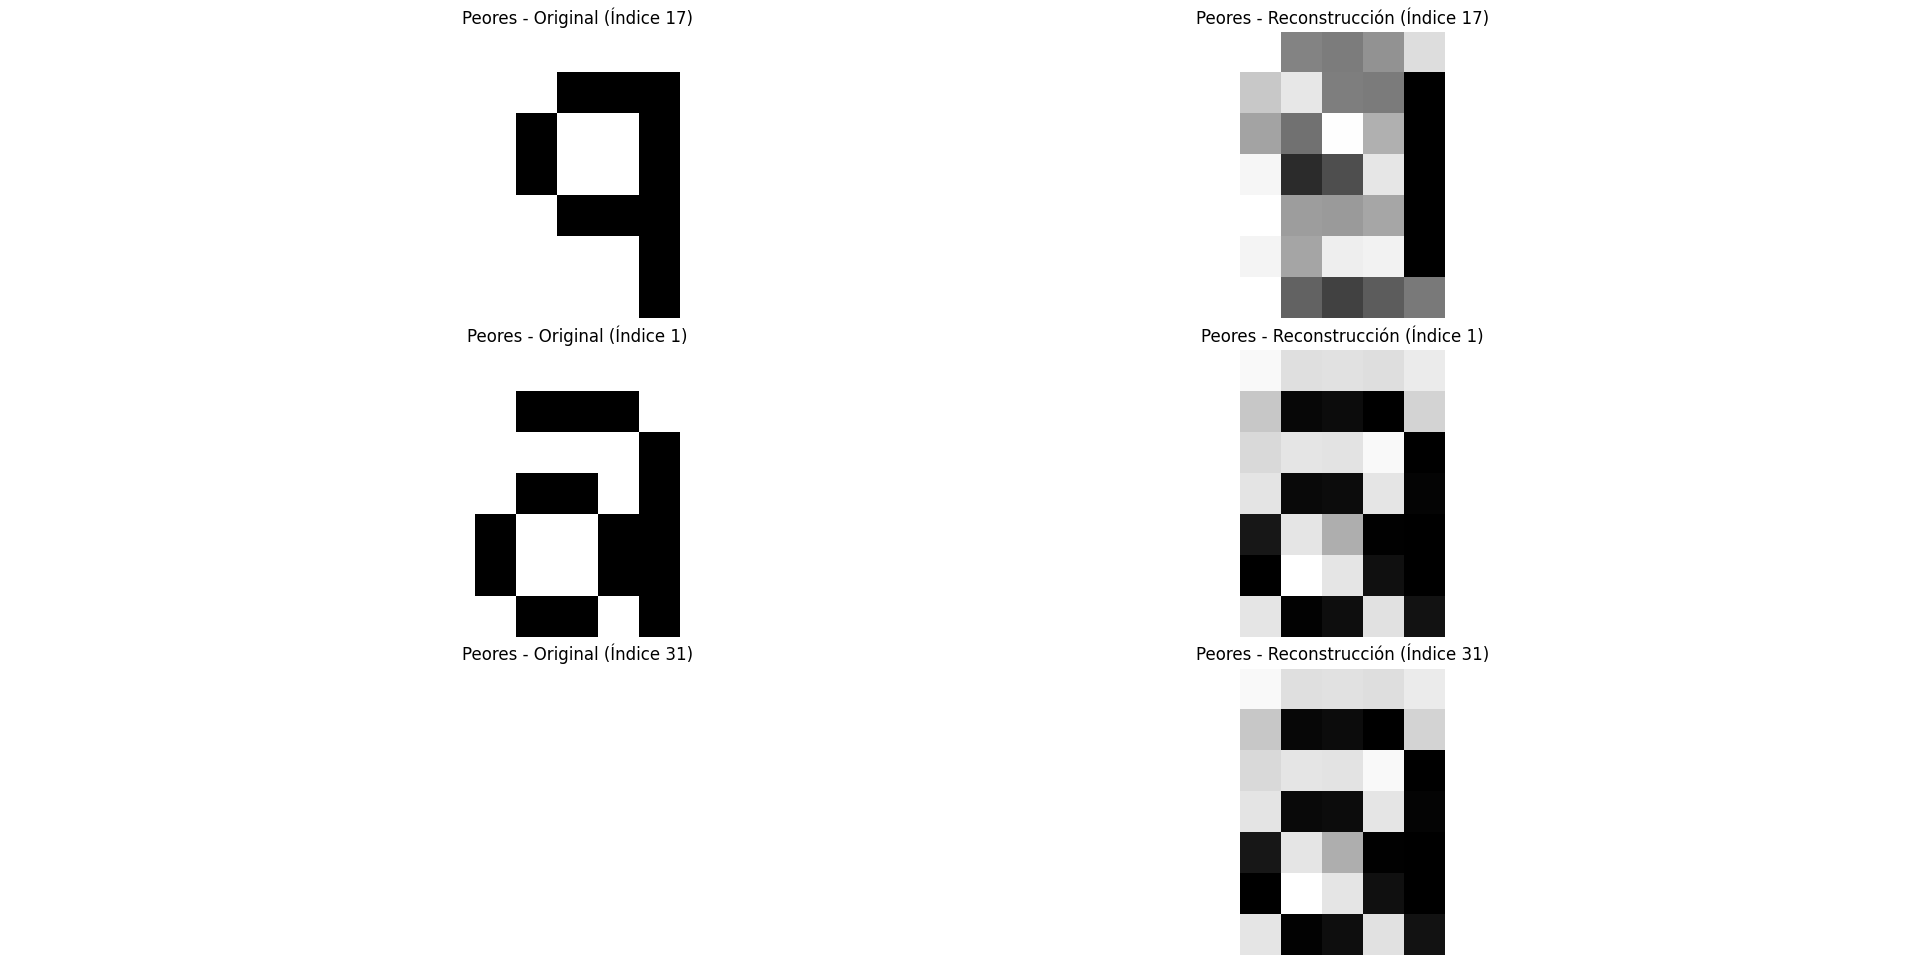 Peores - Original (Índice 17)
Peores - Reconstrucción (Índice 17)
q
Peores - Original (Índice 1)
Peores - Reconstrucción (Índice 1)
a
a
Peores - Original (Índice 31)
Peores - Reconstrucción (Índice 31)
a